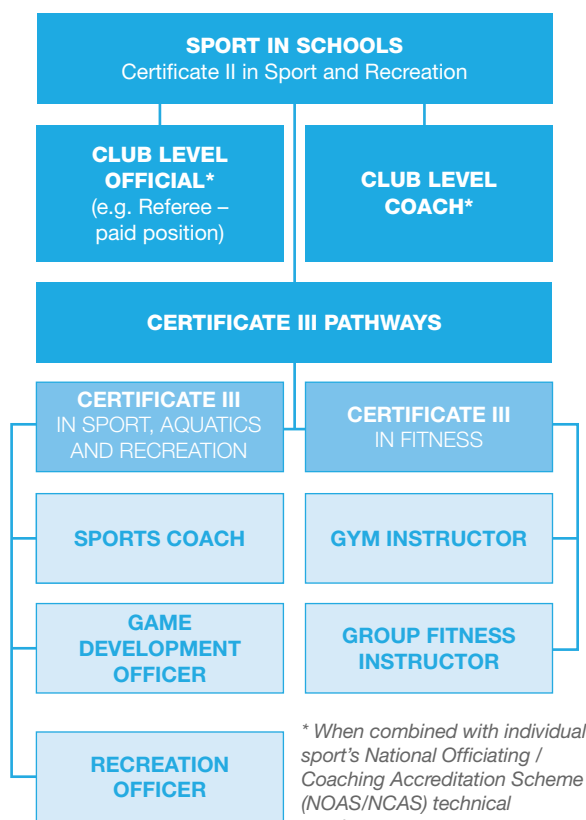 SPORT IN SCHOOLS
Certificate II in Sport and Recreation
CLUB LEVEL
OFFICIAL*
(e.g. Referee –
paid position)
CLUB LEVEL
COACH*
CERTIFICATE III PATHWAYS
CERTIFICATE III
IN SPORT, AQUATICS
AND RECREATION
CERTIFICATE III
IN FITNESS
SPORTS COACH
GYM INSTRUCTOR
GAME
DEVELOPMENT
OFFICER
GROUP FITNESS
INSTRUCTOR
RECREATION
OFFICER
* When combined with individual
sport's National Officiating /
Coaching Accreditation Scheme
(NOAS/NCAS) technical